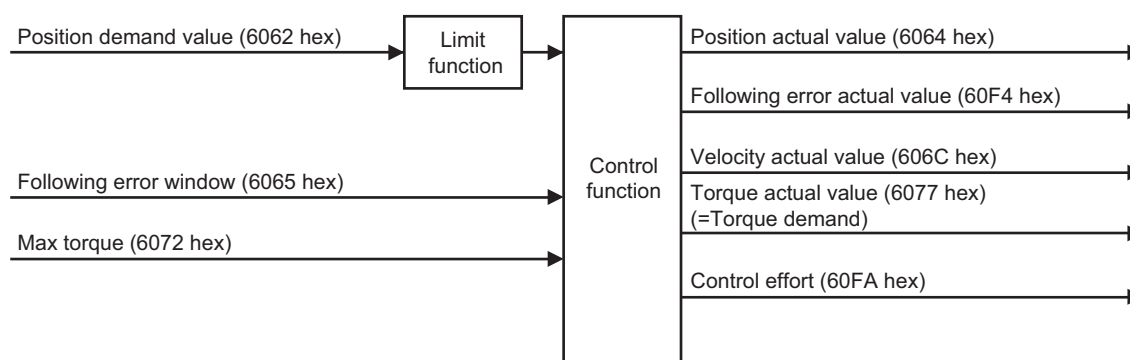 Position demand value (6062 hex)
Limit
function
Position actual value (6064 hex)
Following error actual value (60F4 hex)
Control
function
Velocity actual value (606C hex)
Following error window (6065 hex)
Torque actual value (6077 hex)
(=Torque demand)
Max torque (6072 hex)
Control effort (60FA hex)